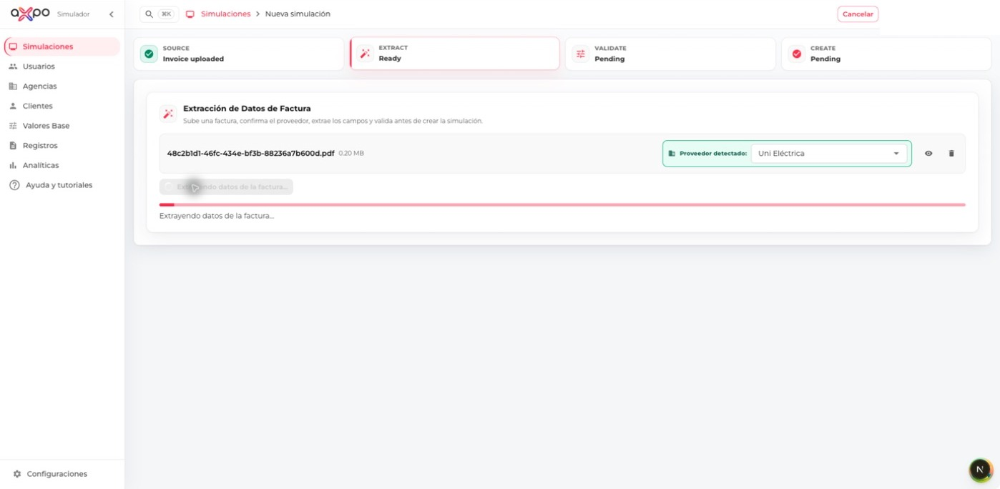 axpo Simulador
⌘K Simulaciones > Nueva simulación Cancelar
SOURCE
Invoice uploaded
EXTRACT
Ready
VALIDATE
Pending
CREATE
Pending
Simulaciones
Usuarios
Agencias
Clientes
Valores Base
Registros
Analíticas
Ayuda y tutoriales
Configuraciones
Extracción de Datos de Factura
Sube una factura, confirma el proveedor, extrae los campos y valida antes de crear la simulación.
48c2b1d1-46fc-434e-bf3b-88236a7b600d.pdf 0.20 MB
Proveedor detectado: Uni Eléctrica
Extrayendo datos de la factura...
Extrayendo datos de la factura...
N